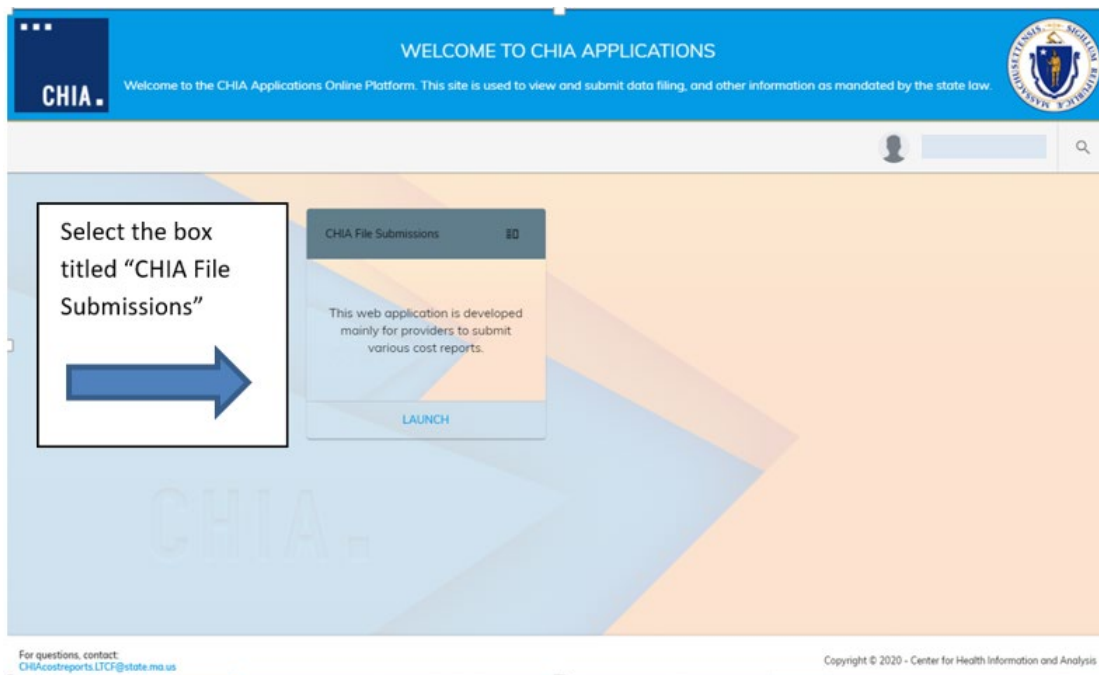 CHIA.
WELCOME TO CHIA APPLICATIONS
Welcome to the CHIA Applications Online Platform. This site is used to view and submit data filing, and other information as mandated by the state law.
Select the box
titled “CHIA File
Submissions”
CHIA File Submissions
This web application is developed
mainly for providers to submit
various cost reports.
LAUNCH
CHIA.
For questions, contact:
CHIAcostreports.LTCF@state.ma.us
Copyright © 2020 - Center for Health Information and Analysis